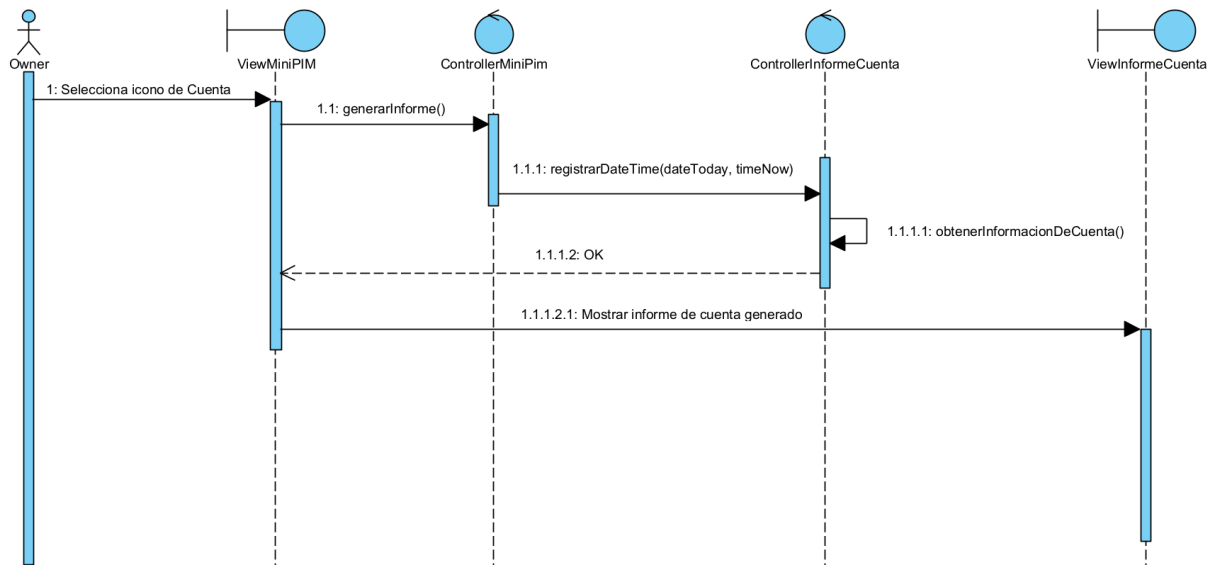 Owner
ViewMiniPIM
ControllerMiniPim
ControllerInformeCuenta
ViewInformeCuenta
1: Selecciona icono de Cuenta
1.1: generarInforme()
1.1.1: registrarDateTime(dateToday, timeNow)
1.1.1.1: obtenerInformacionDeCuenta()
1.1.1.2: OK
1.1.1.2.1: Mostrar informe de cuenta generado